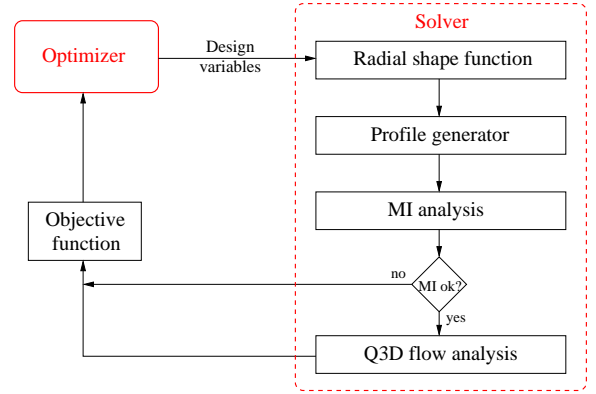 Solver
Optimizer
Design
variables
Radial shape function
Profile generator
MI analysis
Objective
function
no
MI ok?
yes
Q3D flow analysis